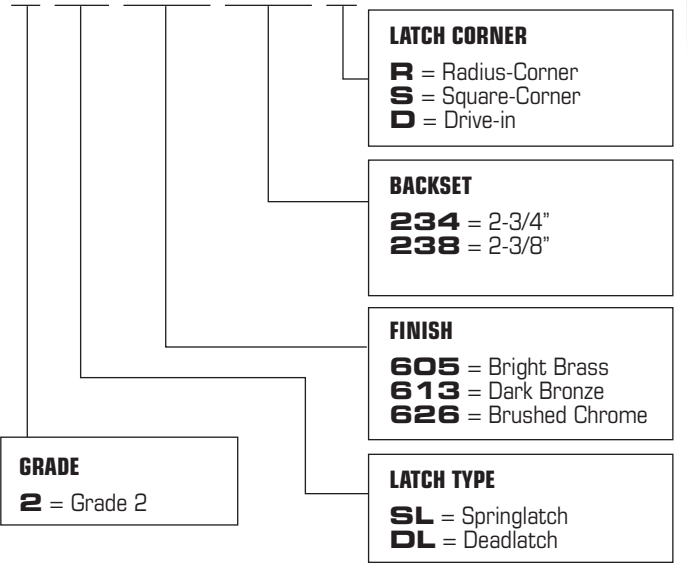 LATCH CORNER
R = Radius-Corner
S = Square-Corner
D = Drive-in
BACKSET
234 = 2-3/4”
238 = 2-3/8”
FINISH
605 = Bright Brass
613 = Dark Bronze
626 = Brushed Chrome
GRADE
2 = Grade 2
LATCH TYPE
SL = Springlatch
DL = Deadlatch